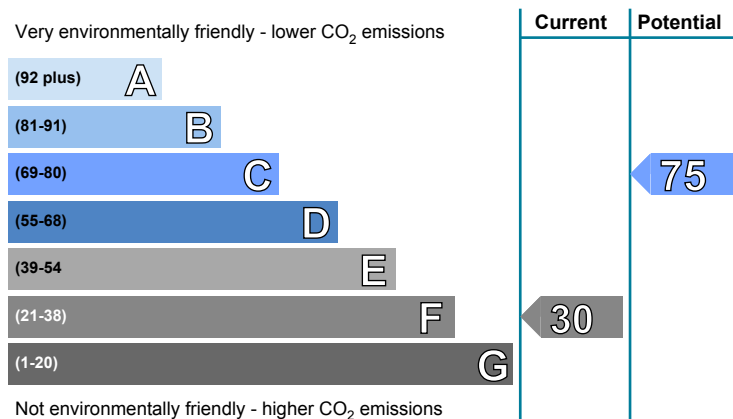 Current Potential
Very environmentally friendly - lower CO₂ emissions
(92 plus) A
(81-91) B
(69-80) C 75
(55-68) D
(39-54 E
(21-38) F 30
(1-20) G
Not environmentally friendly - higher CO₂ emissions